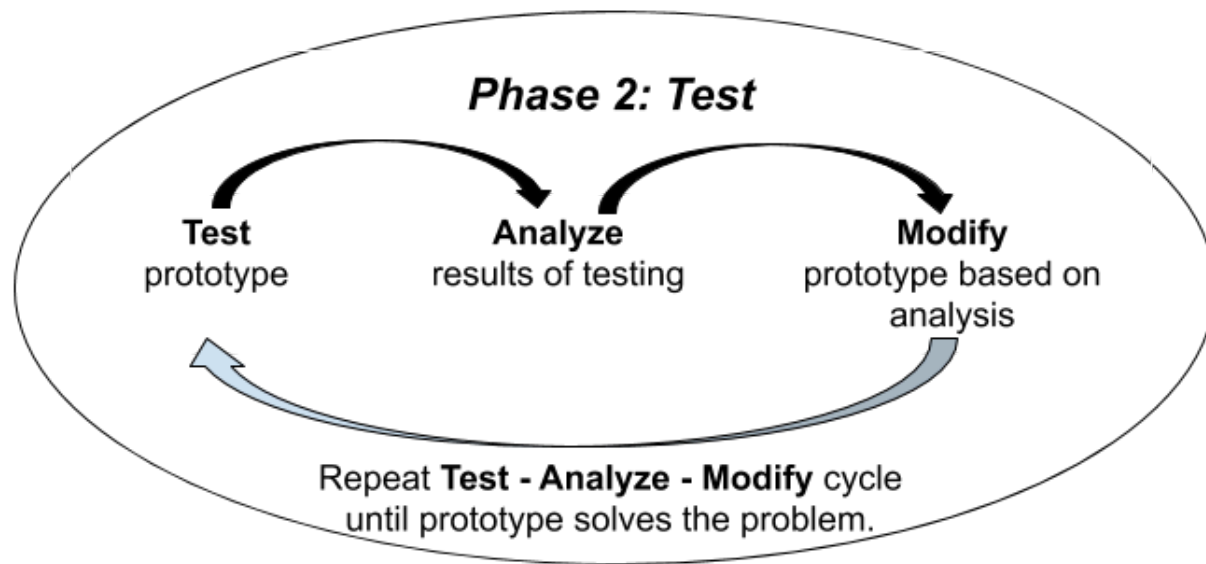 Phase 2: Test
Test
prototype
Analyze
results of testing
Modify
prototype based on
analysis
Repeat Test - Analyze - Modify cycle
until prototype solves the problem.